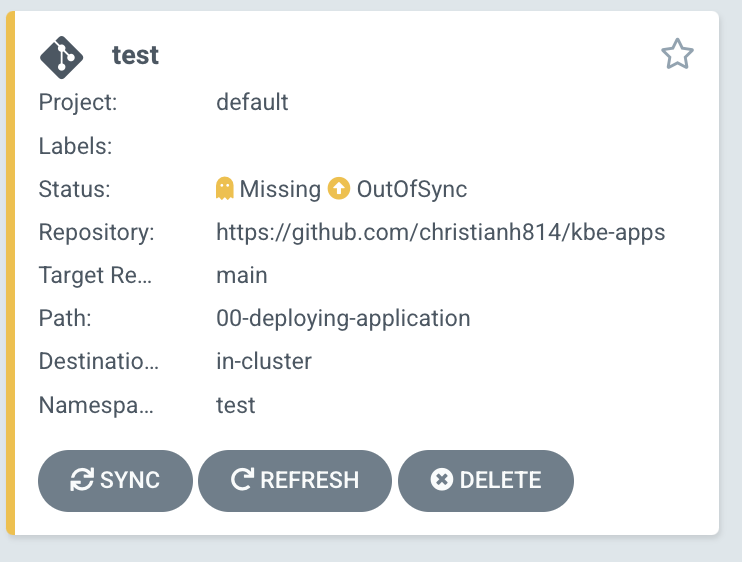 test
Project: default
Labels:
Status: Missing OutOfSync
Repository: https://github.com/christianh814/kbe-apps
Target Re... main
Path: 00-deploying-application
Destinatio... in-cluster
Namespa... test
SYNC REFRESH DELETE